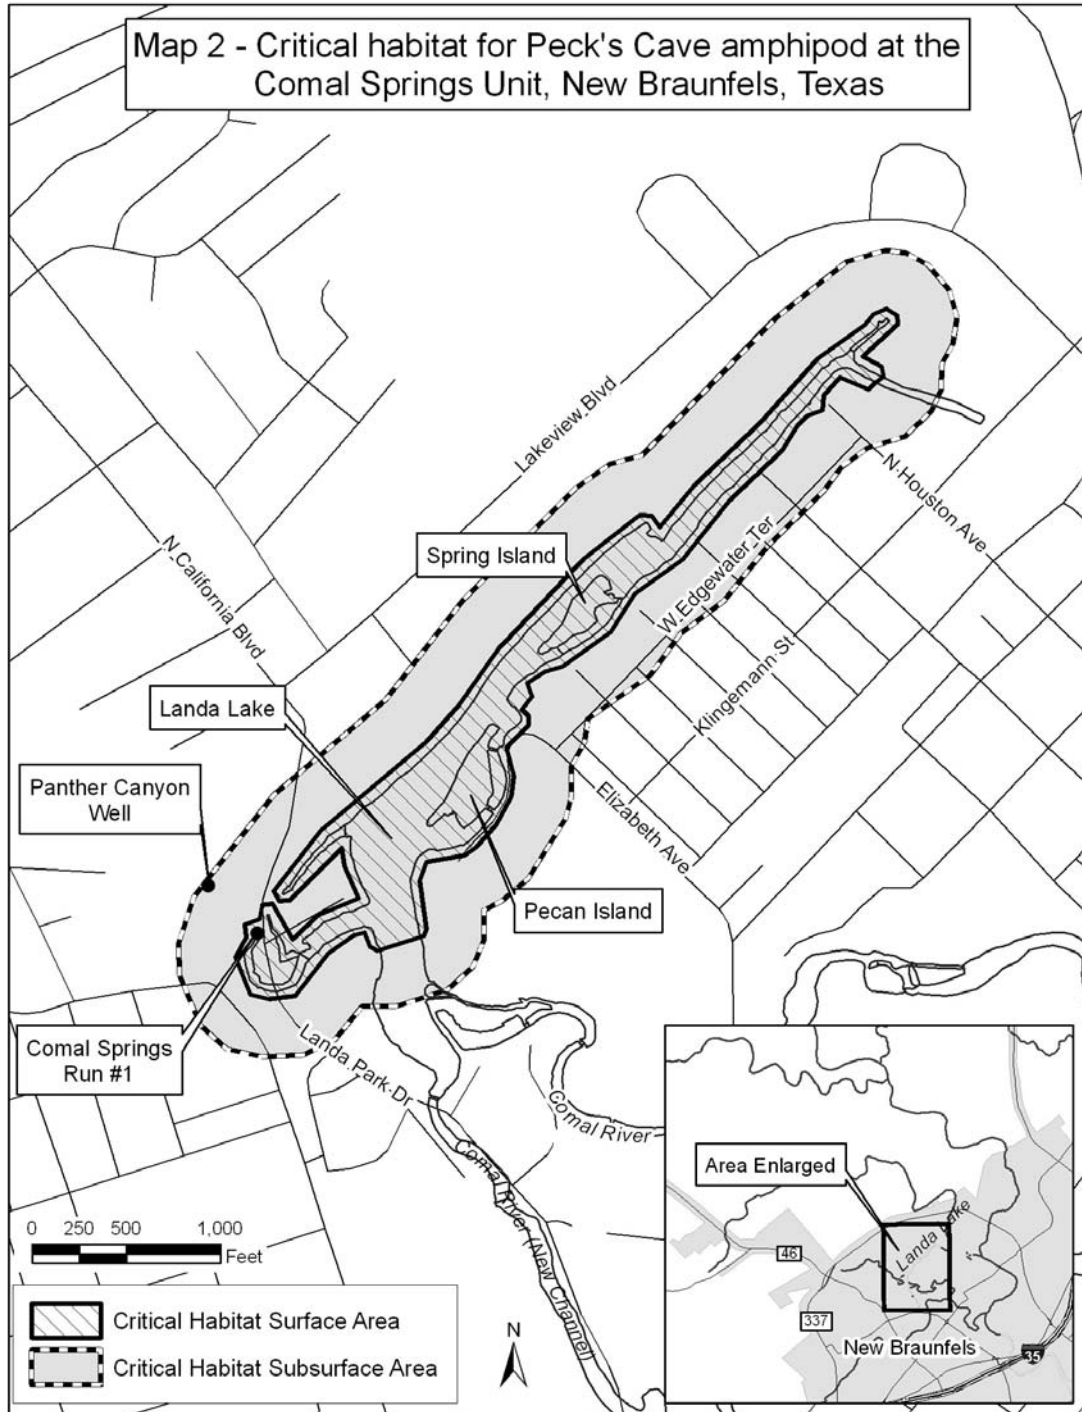 Map 2 - Critical habitat for Peck's Cave amphipod at the
Comal Springs Unit, New Braunfels, Texas
Lakeview Blvd
N Houston Ave
N California Blvd
Spring Island
W Edgewater Ter
Klingemann St
Landa Lake
Panther Canyon
Well
Elizabeth Ave
Pecan Island
Comal Springs
Run #1
Landa Park Dr
Comal River
Comal River (New Channel)
Area Enlarged
Landa Lake
46
337
New Braunfels
35
0 250 500 1,000
Feet
Critical Habitat Surface Area
Critical Habitat Subsurface Area
N